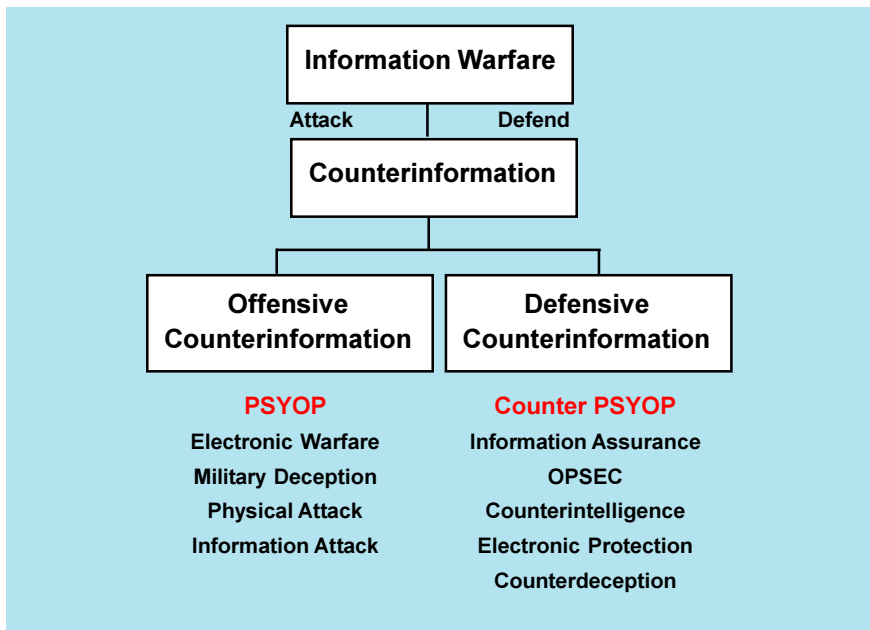 Information Warfare
Attack
Defend
Counterinformation
Offensive
Counterinformation
Defensive
Counterinformation
PSYOP
Electronic Warfare
Military Deception
Physical Attack
Information Attack
Counter PSYOP
Information Assurance
OPSEC
Counterintelligence
Electronic Protection
Counterdeception